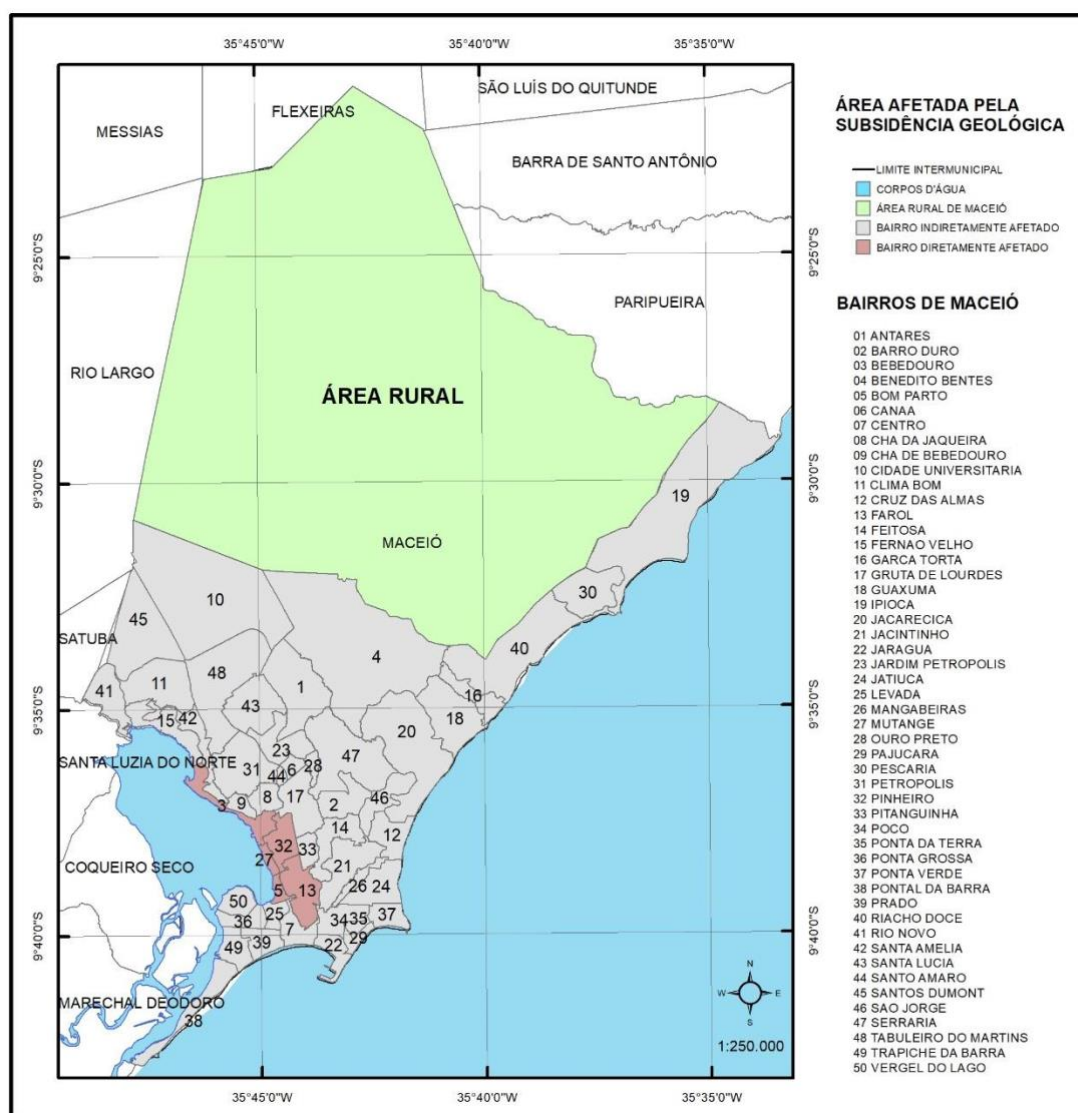 35°45'0"W 35°40'0"W 35°35'0"W
SÃO LUÍS DO QUITUNDE
FLEXEIRAS
MESSIAS
BARRA DE SANTO ANTÔNIO
9°25'0"S 9°25'0"S
PARIPUEIRA
RIO LARGO
ÁREA RURAL
9°30'0"S 9°30'0"S
19
MACEIÓ
30
10
45
SATUBA
40
4
48
11
1
41
16
43
18
15 42
20
9°35'0"S 9°35'0"S
23
47
SANTA LUZIA DO NORTE
31
44 6 28
3 9 8 17 2 46
14 12
32 33
27
COQUEIRO SECO
21
5 13 26 24
50
25 34 35 37
36
7
49 39 22 29
9°40'0"S 9°40'0"S
MARECHAL DEODORO
38
N
W E
S
1:250.000
35°45'0"W 35°40'0"W 35°35'0"W
ÁREA AFETADA PELA
SUBSIDÊNCIA GEOLÓGICA
LIMITE INTERMUNICIPAL
CORPOS D'ÁGUA
ÁREA RURAL DE MACEIÓ
BAIRRO INDIRETAMENTE AFETADO
BAIRRO DIRETAMENTE AFETADO
BAIRROS DE MACEIÓ
01 ANTARES
02 BARRO DURO
03 BEBEDOURO
04 BENEDITO BENTES
05 BOM PARTO
06 CANAA
07 CENTRO
08 CHA DA JAQUEIRA
09 CHA DE BEBEDOURO
10 CIDADE UNIVERSITARIA
11 CLIMA BOM
12 CRUZ DAS ALMAS
13 FAROL
14 FEITOSA
15 FERNAO VELHO
16 GARCA TORTA
17 GRUTA DE LOURDES
18 GUAXUMA
19 IPIOCA
20 JACARECICA
21 JACINTINHO
22 JARAGUA
23 JARDIM PETROPOLIS
24 JATIUCA
25 LEVADA
26 MANGABEIRAS
27 MUTANGE
28 OURO PRETO
29 PAJUCARA
30 PESCARIA
31 PETROPOLIS
32 PINHEIRO
33 PITANGUINHA
34 POCO
35 PONTA DA TERRA
36 PONTA GROSSA
37 PONTA VERDE
38 PONTAL DA BARRA
39 PRADO
40 RIACHO DOCE
41 RIO NOVO
42 SANTA AMELIA
43 SANTA LUCIA
44 SANTO AMARO
45 SANTOS DUMONT
46 SAO JORGE
47 SERRARIA
48 TABULEIRO DO MARTINS
49 TRAPICHE DA BARRA
50 VERGEL DO LAGO